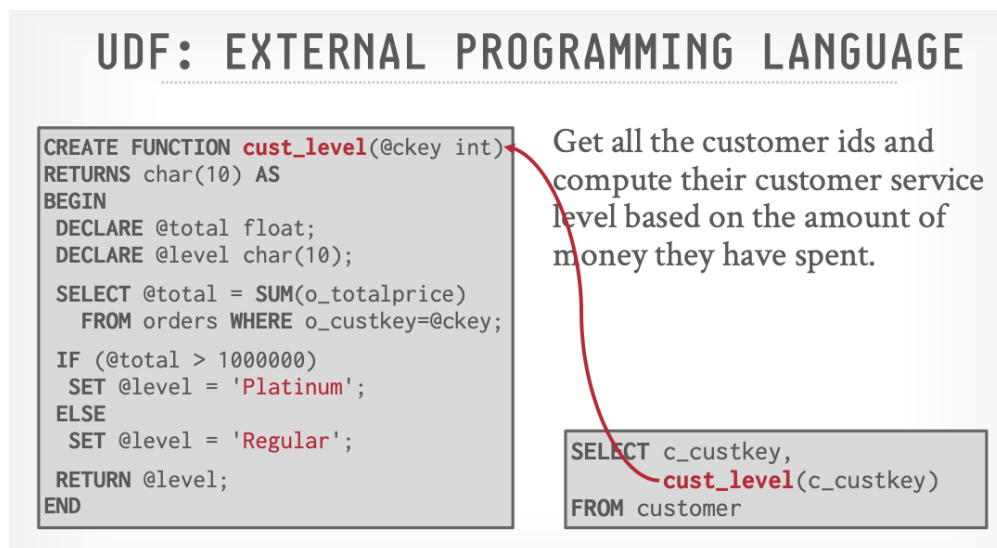 UDF: EXTERNAL PROGRAMMING LANGUAGE
CREATE FUNCTION cust_level(@ckey int)
RETURNS char(10) AS
BEGIN
DECLARE @total float;
DECLARE @level char(10);
SELECT @total = SUM(o_totalprice)
FROM orders WHERE o_custkey=@ckey;
IF (@total > 1000000)
SET @level = 'Platinum';
ELSE
SET @level = 'Regular';
RETURN @level;
END
Get all the customer ids and
compute their customer service
level based on the amount of
money they have spent.
SELECT c_custkey,
cust_level(c_custkey)
FROM customer